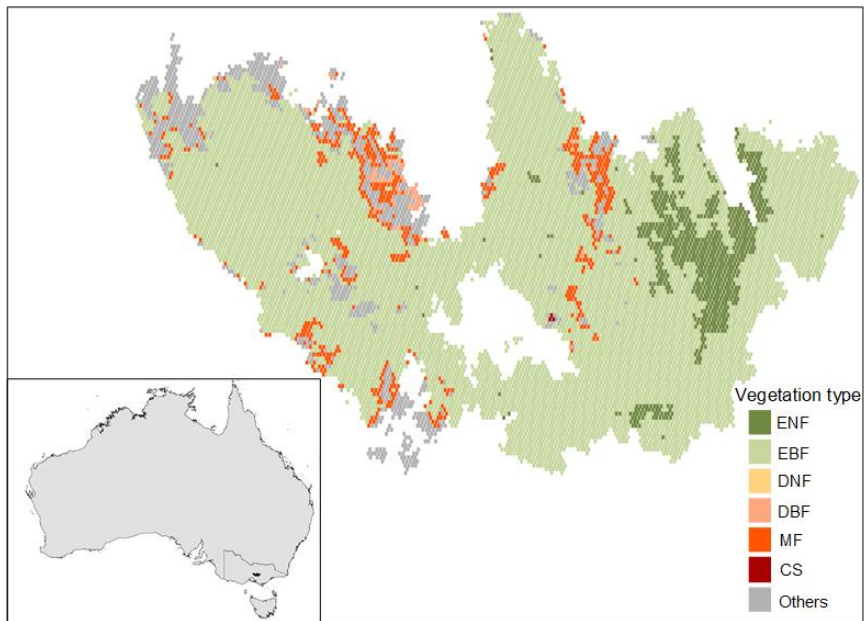 Vegetation type
ENF
EBF
DNF
DBF
MF
CS
Others